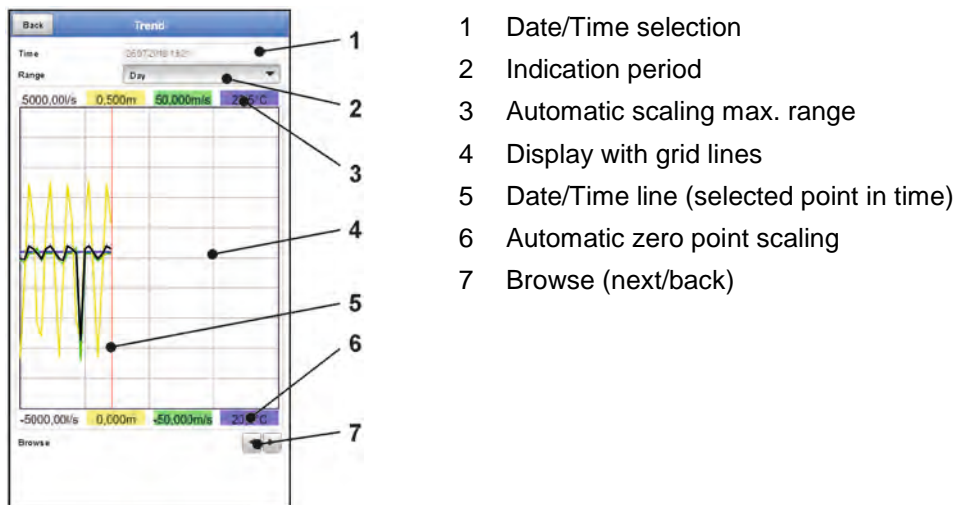 Back Trend
Time
Range Day
5000,00l/s 0,500m 50,000m/s
-5000,00l/s 0,000m -50,000m/s
Browse
1
2
3
4
5
6
7
1 Date/Time selection
2 Indication period
3 Automatic scaling max. range
4 Display with grid lines
5 Date/Time line (selected point in time)
6 Automatic zero point scaling
7 Browse (next/back)